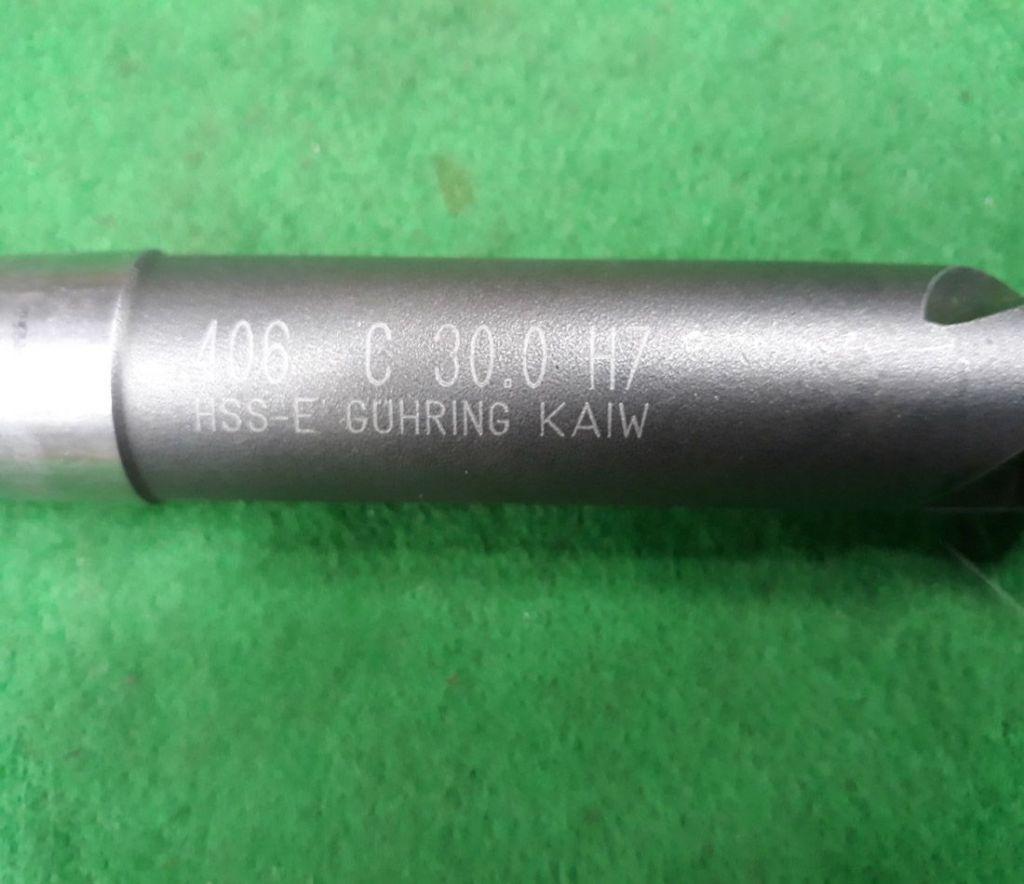 406 C 30.0 H7
HSS-E GÜHRING KAIW